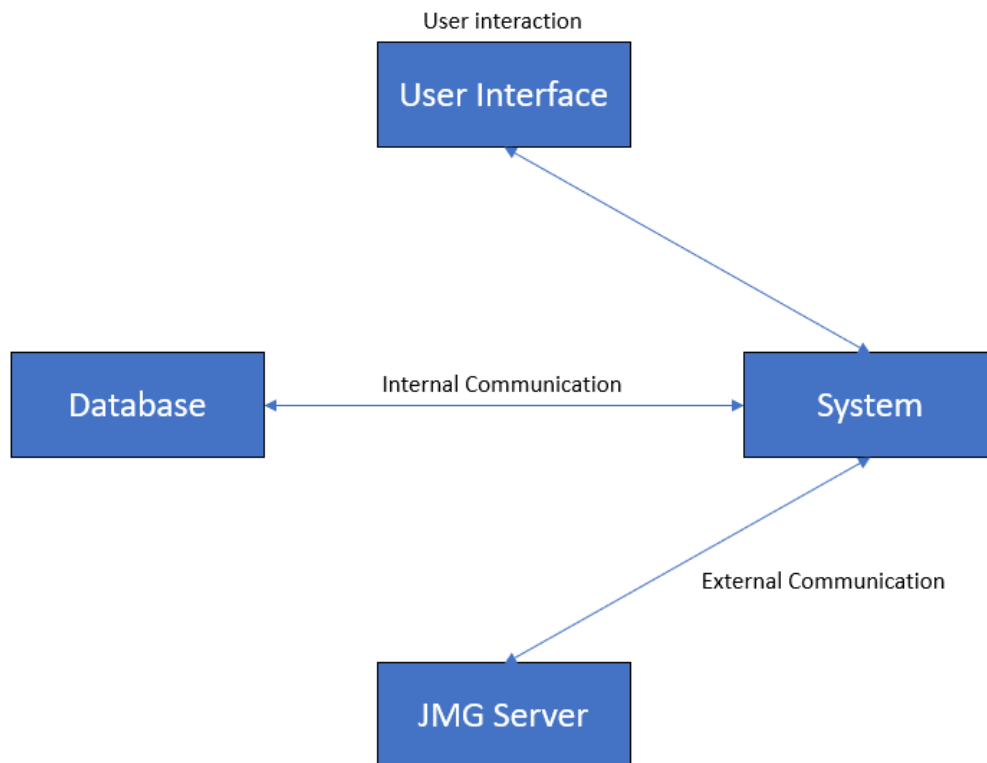 User interaction
User Interface
Internal Communication
Database
System
External Communication
JMG Server